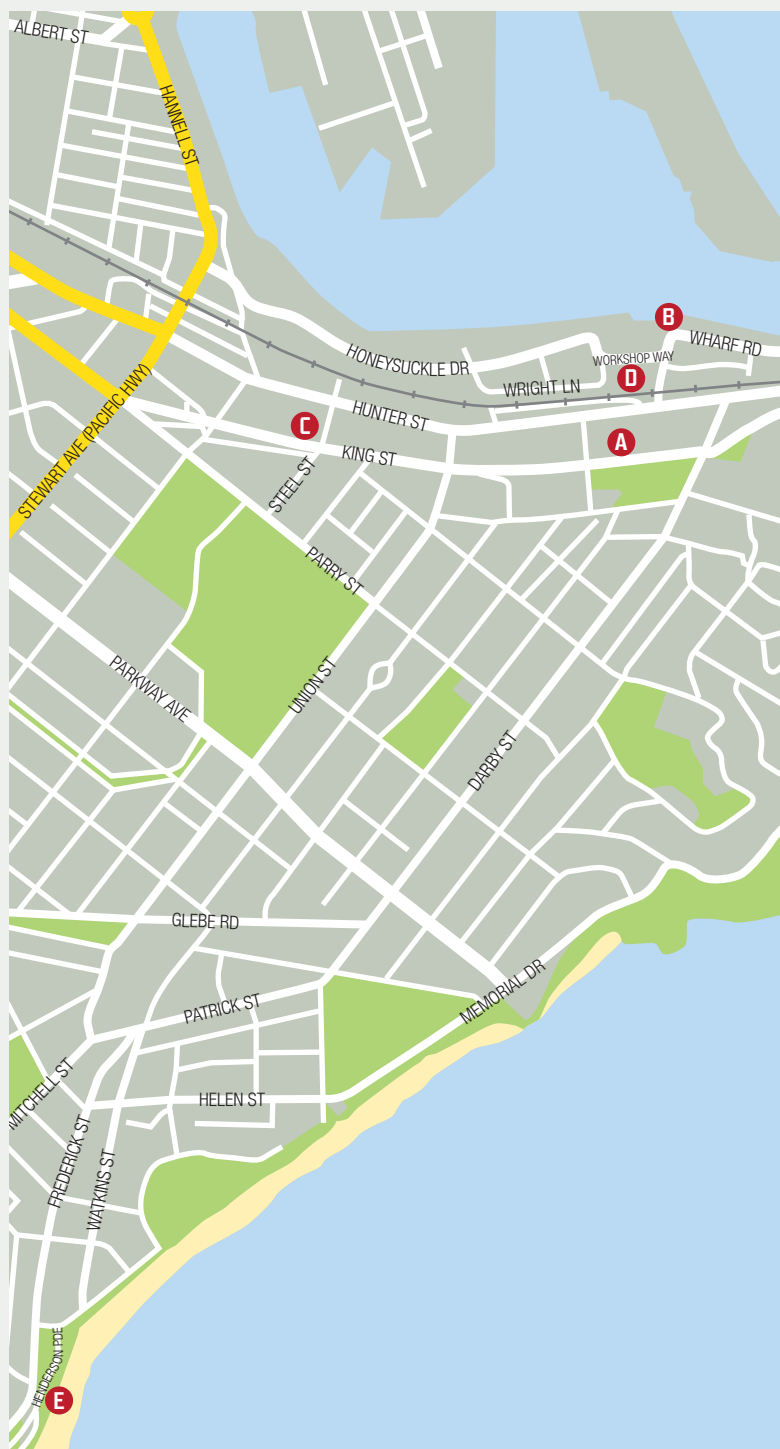 ALBERT ST
HANNELL ST
B
WHARF RD
HONEYSUCKLE DR
WORKSHOP WAY
D
WRIGHT LN
STEWART AVE (PACIFIC HWY)
HUNTER ST
C
A
KING ST
STEEL ST
PARRY ST
PARKWAY AVE
UNION ST
DARBY ST
GLEBE RD
MEMORIAL DR
PATRICK ST
MITCHELL ST
HELEN ST
FREDERICK ST
WATKINS ST
HENDERSON PDE
E